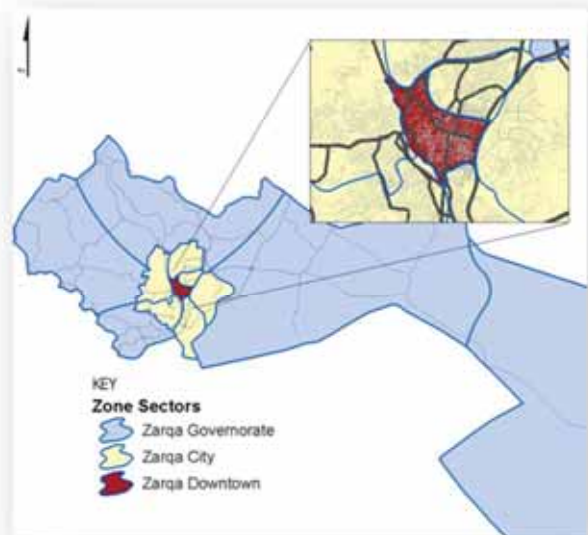 KEY
Zone Sectors
Zarqa Governorate
Zarqa City
Zarqa Downtown